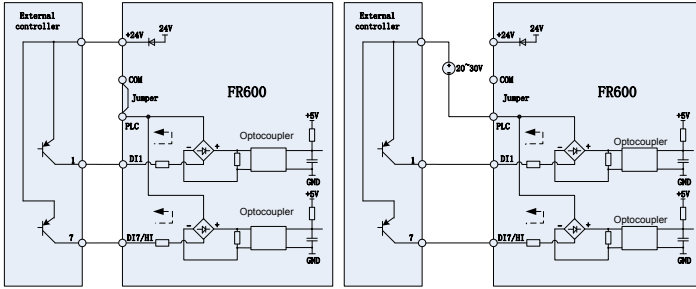 External
controller
+24V
24V
COM
Jumper
FR600
PLC
+5V
Optocoupler
1
DI1
GND
+5V
Optocoupler
7
DI7/HI
GND
External
controller
+24V
24V
20~30V
COM
Jumper
FR600
PLC
+5V
Optocoupler
1
DI1
GND
+5V
Optocoupler
7
DI7/HI
GND